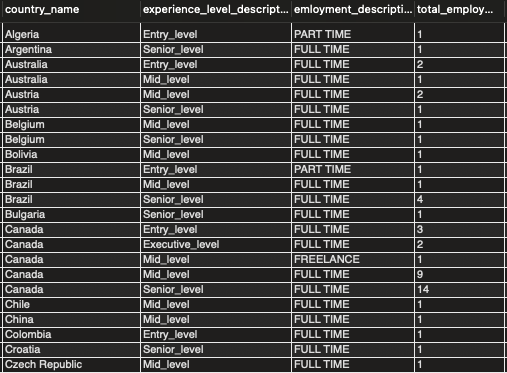 country_name experience_level_descript... emloyment_descripti... total_employ...
Algeria Entry_level PART TIME 1
Argentina Senior_level FULL TIME 1
Australia Entry_level FULL TIME 2
Australia Mid_level FULL TIME 1
Austria Mid_level FULL TIME 2
Austria Senior_level FULL TIME 1
Belgium Mid_level FULL TIME 1
Belgium Senior_level FULL TIME 1
Bolivia Mid_level FULL TIME 1
Brazil Entry_level PART TIME 1
Brazil Mid_level FULL TIME 1
Brazil Senior_level FULL TIME 4
Bulgaria Senior_level FULL TIME 1
Canada Entry_level FULL TIME 3
Canada Executive_level FULL TIME 2
Canada Mid_level FREELANCE 1
Canada Mid_level FULL TIME 9
Canada Senior_level FULL TIME 14
Chile Mid_level FULL TIME 1
China Mid_level FULL TIME 1
Colombia Entry_level FULL TIME 1
Croatia Senior_level FULL TIME 1
Czech Republic Mid_level FULL TIME 1